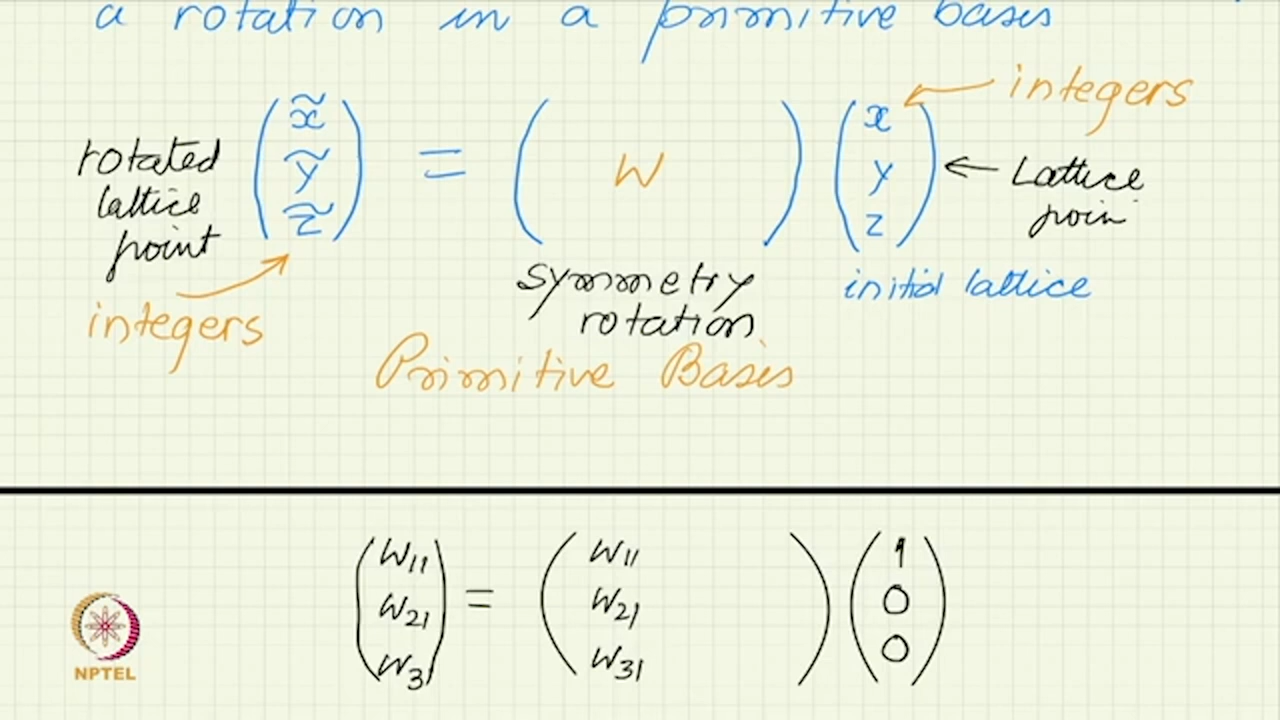 a rotation in a primitive basis
integers
rotated lattice point
( x̃ ỹ z̃ ) = ( W ) ( x y z )
← Lattice poin
integers
symmetry rotation
initial lattice
Primitive Basis
( W11 W21 W3 ) = ( W11 W21 W31 ) ( 1 0 0 )
NPTEL